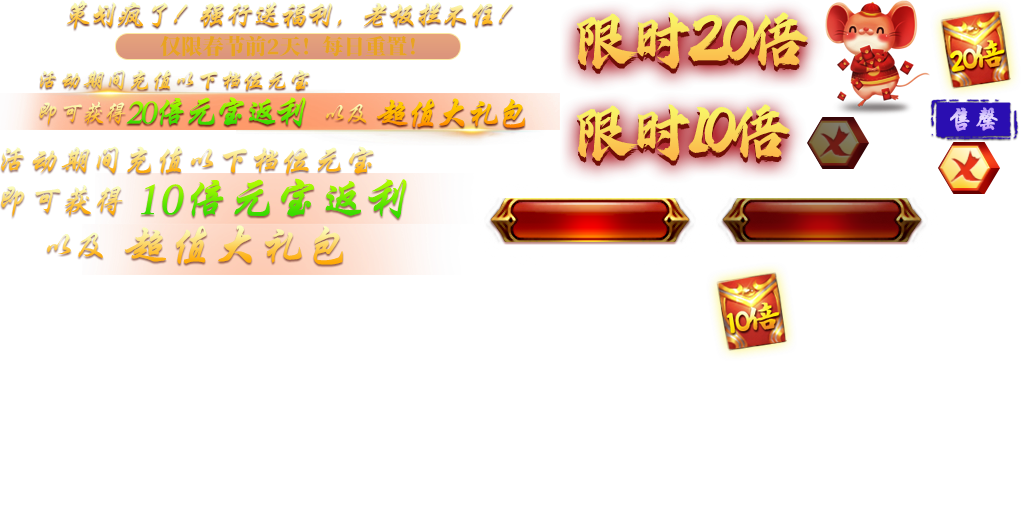 策划疯了！强行送福利，老板拦不住！
仅限春节前2天！每日重置！
活动期间充值以下档位元宝
即可获得20倍元宝返利 以及 超值大礼包
活动期间充值以下档位元宝
即可获得 10倍元宝返利
以及 超值大礼包
限时20倍
限时10倍
20倍
售罄
10倍